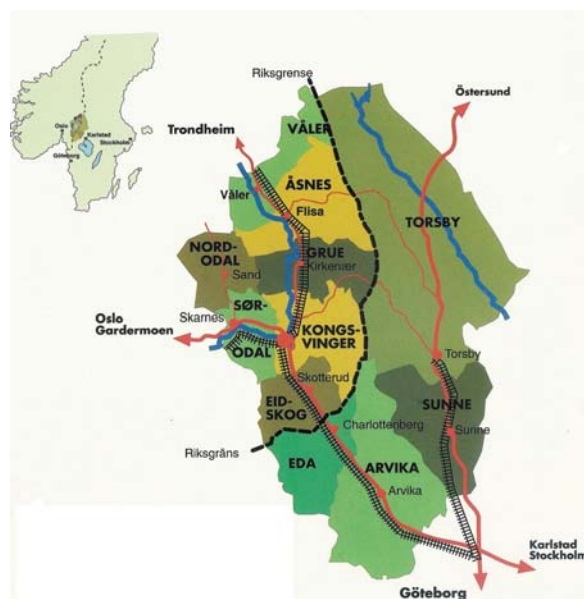 Riksgrense
Östersund
Oslo
Karlstad
Stockholm
Göteborg
Trondheim
VÅLER
Våler
ÅSNES
Flisa
TORSBY
NORD-
ODAL
Sand
GRUE
Kirkenær
SØR-
ODAL
Skarnes
Oslo
Gardermoen
KONGS-
VINGER
Torsby
Skotterud
EID-
SKOG
SUNNE
Sunne
Charlottenberg
Riksgräns
EDA
ARVIKA
Arvika
Karlstad
Stockholm
Göteborg